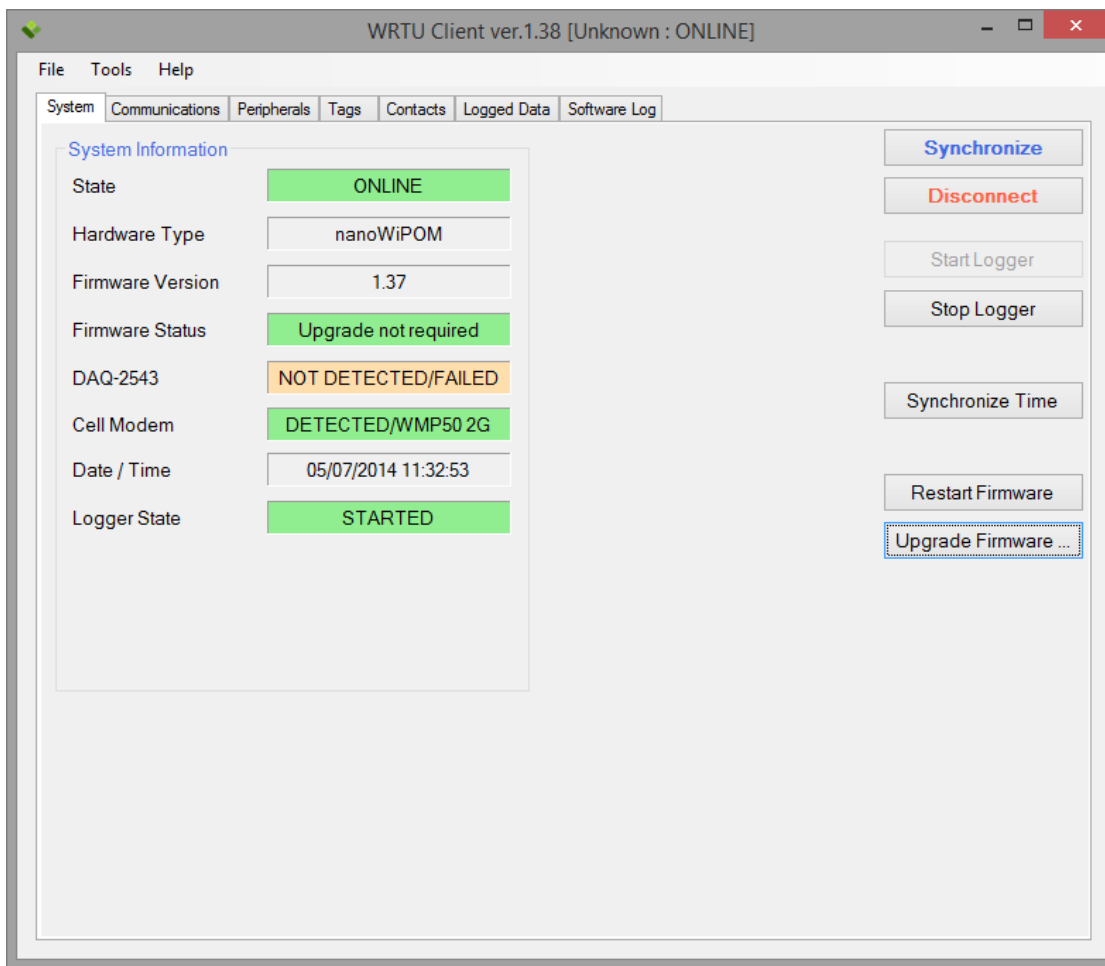 WRTU Client ver.1.38 [Unknown : ONLINE]
File Tools Help
System Communications Peripherals Tags Contacts Logged Data Software Log
System Information
State ONLINE
Hardware Type nanoWiPOM
Firmware Version 1.37
Firmware Status Upgrade not required
DAQ-2543 NOT DETECTED/FAILED
Cell Modem DETECTED/WMP50 2G
Date / Time 05/07/2014 11:32:53
Logger State STARTED
Synchronize
Disconnect
Start Logger
Stop Logger
Synchronize Time
Restart Firmware
Upgrade Firmware ...